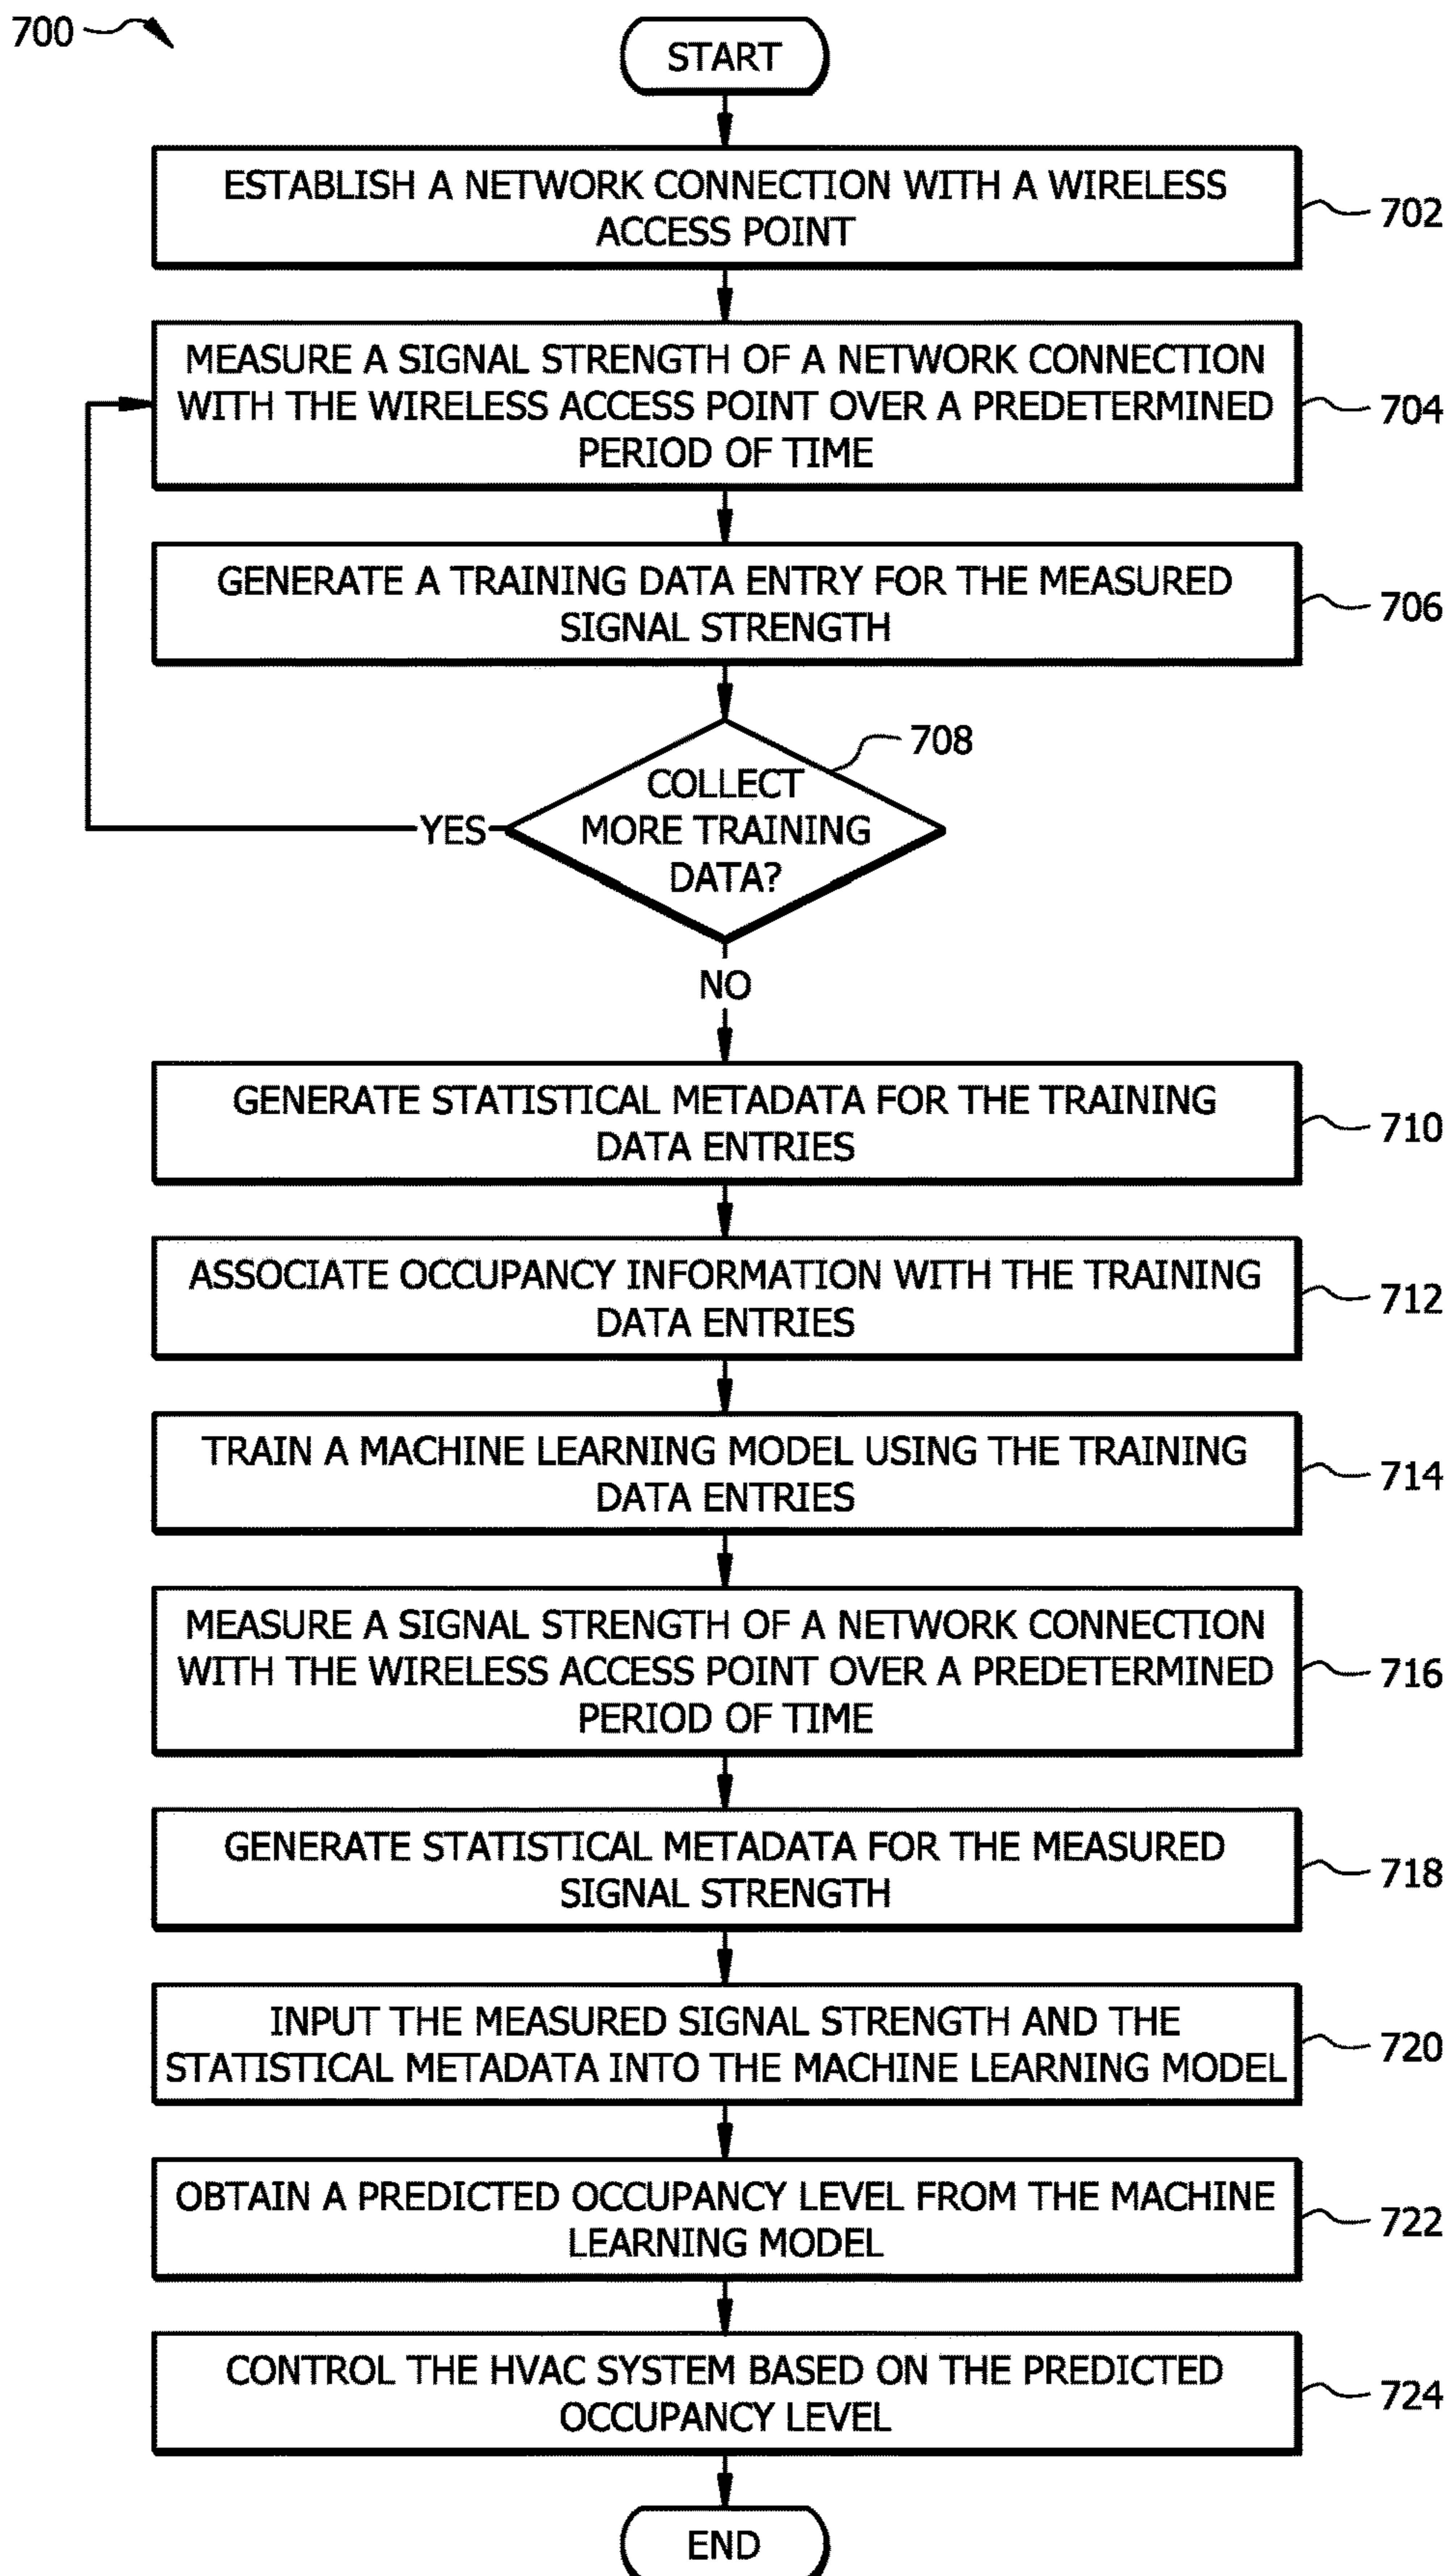 700
START
ESTABLISH A NETWORK CONNECTION WITH A WIRELESS
ACCESS POINT
702
MEASURE A SIGNAL STRENGTH OF A NETWORK CONNECTION
WITH THE WIRELESS ACCESS POINT OVER A PREDETERMINED
PERIOD OF TIME
704
GENERATE A TRAINING DATA ENTRY FOR THE MEASURED
SIGNAL STRENGTH
706
708
COLLECT
MORE TRAINING
DATA?
YES
NO
GENERATE STATISTICAL METADATA FOR THE TRAINING
DATA ENTRIES
710
ASSOCIATE OCCUPANCY INFORMATION WITH THE TRAINING
DATA ENTRIES
712
TRAIN A MACHINE LEARNING MODEL USING THE TRAINING
DATA ENTRIES
714
MEASURE A SIGNAL STRENGTH OF A NETWORK CONNECTION
WITH THE WIRELESS ACCESS POINT OVER A PREDETERMINED
PERIOD OF TIME
716
GENERATE STATISTICAL METADATA FOR THE MEASURED
SIGNAL STRENGTH
718
INPUT THE MEASURED SIGNAL STRENGTH AND THE
STATISTICAL METADATA INTO THE MACHINE LEARNING MODEL
720
OBTAIN A PREDICTED OCCUPANCY LEVEL FROM THE MACHINE
LEARNING MODEL
722
CONTROL THE HVAC SYSTEM BASED ON THE PREDICTED
OCCUPANCY LEVEL
724
END